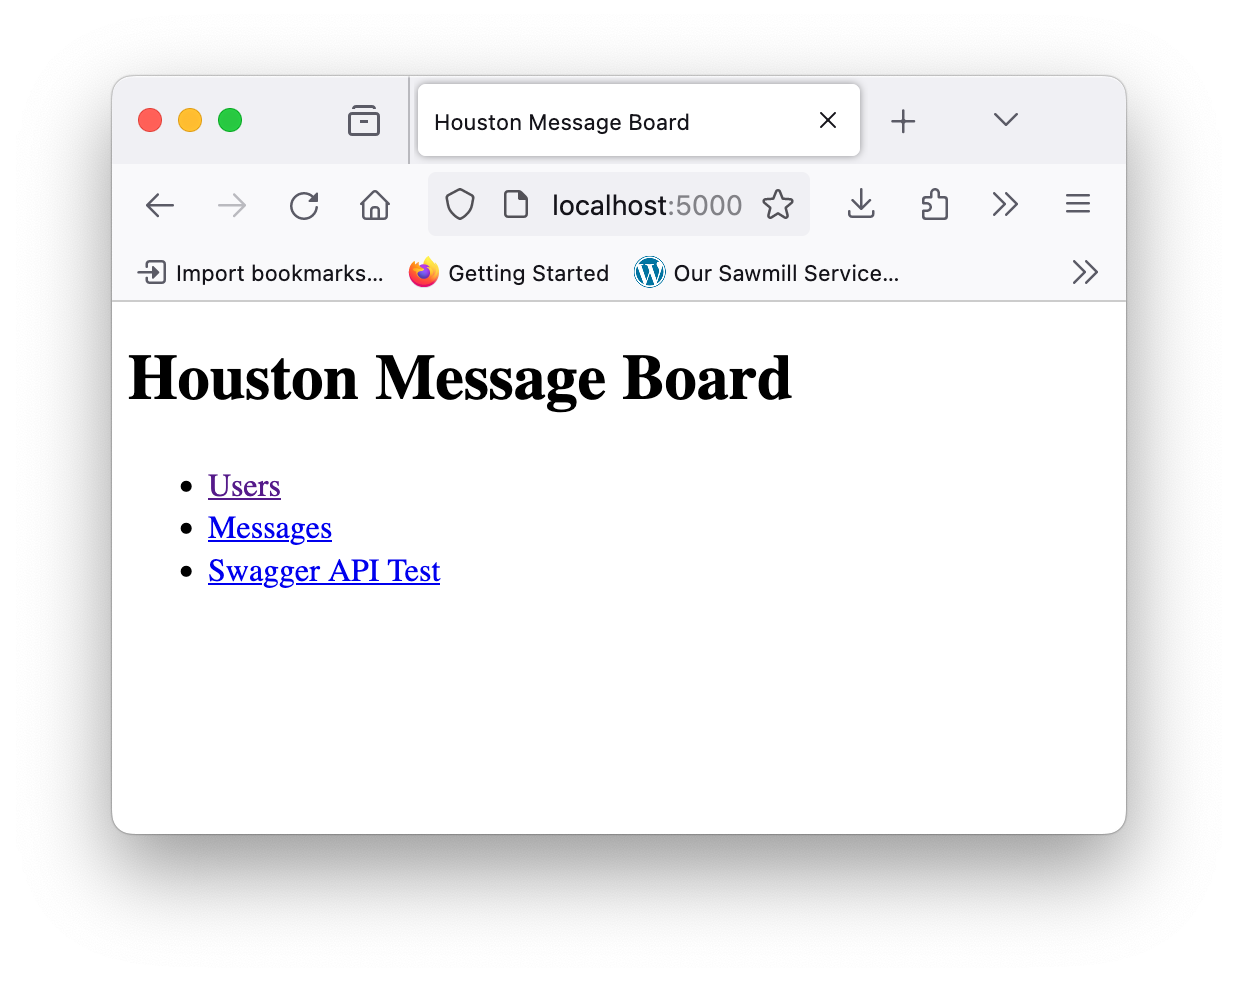 Houston Message Board
localhost:5000
Import bookmarks... Getting Started Our Sawmill Service...
Houston Message Board
Users
Messages
Swagger API Test